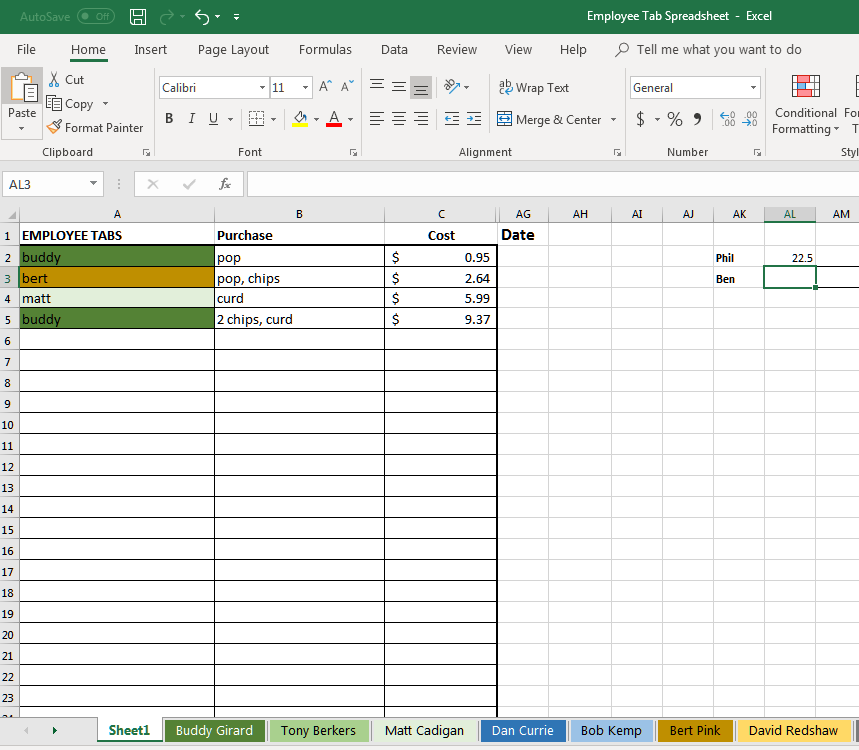 AutoSave Off Employee Tab Spreadsheet - Excel
File Home Insert Page Layout Formulas Data Review View Help Tell me what you want to do
Paste Cut Copy Format Painter
Calibri 11 A A
B I U A
ab Wrap Text
Merge & Center
General
$ % 9 .00 .00
Conditional
Formatting
Clipboard Font Alignment Number Styl
AL3 fx
A B C AG AH AI AJ AK AL AM
1 EMPLOYEE TABS Purchase Cost Date
2 buddy pop $ 0.95 Phil 22.5
3 bert pop, chips $ 2.64 Ben
4 matt curd $ 5.99
5 buddy 2 chips, curd $ 9.37
6
7
8
9
10
11
12
13
14
15
16
17
18
19
20
21
22
23
Sheet1 Buddy Girard Tony Berkers Matt Cadigan Dan Currie Bob Kemp Bert Pink David Redshaw